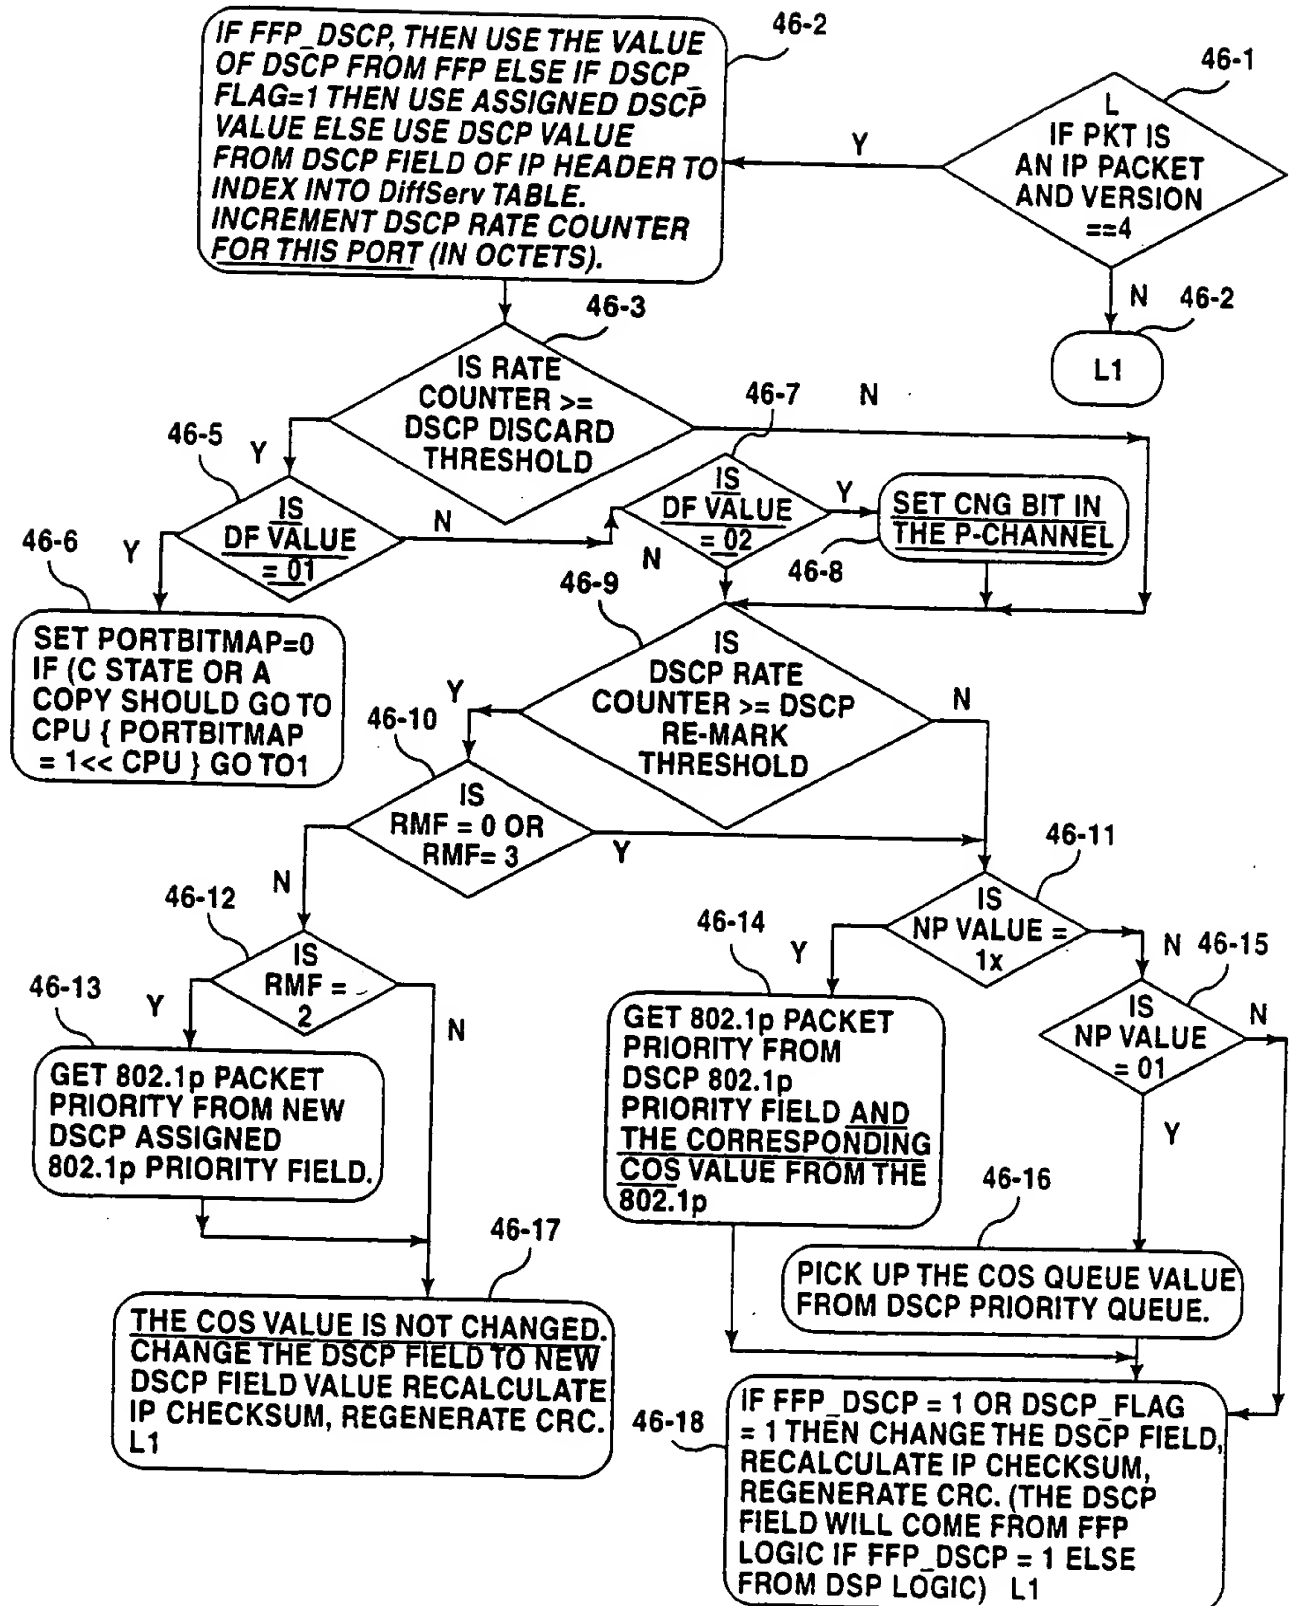 46-2
IF FFP_DSCP, THEN USE THE VALUE
OF DSCP FROM FFP ELSE IF DSCP_
FLAG=1 THEN USE ASSIGNED DSCP
VALUE ELSE USE DSCP VALUE
FROM DSCP FIELD OF IP HEADER TO
INDEX INTO DiffServ TABLE.
INCREMENT DSCP RATE COUNTER
FOR THIS PORT (IN OCTETS).
46-1
L
IF PKT IS
AN IP PACKET
AND VERSION
==4
Y
N
46-2
L1
46-3
IS RATE
COUNTER >=
DSCP DISCARD
THRESHOLD
Y
N
46-5
IS
DF VALUE
= 01
Y
N
46-7
IS
DF VALUE
= 02
Y
N
46-8
SET CNG BIT IN
THE P-CHANNEL
46-6
SET PORTBITMAP=0
IF (C STATE OR A
COPY SHOULD GO TO
CPU { PORTBITMAP
= 1<< CPU } GO TO1
46-9
IS
DSCP RATE
COUNTER >= DSCP
RE-MARK
THRESHOLD
Y
N
46-10
IS
RMF = 0 OR
RMF= 3
N
Y
46-11
IS
NP VALUE =
1x
Y
N
46-12
IS
RMF =
2
Y
N
46-13
GET 802.1p PACKET
PRIORITY FROM NEW
DSCP ASSIGNED
802.1p PRIORITY FIELD.
46-14
GET 802.1p PACKET
PRIORITY FROM
DSCP 802.1p
PRIORITY FIELD AND
THE CORRESPONDING
COS VALUE FROM THE
802.1p
46-15
IS
NP VALUE
= 01
N
Y
46-16
PICK UP THE COS QUEUE VALUE
FROM DSCP PRIORITY QUEUE.
46-17
THE COS VALUE IS NOT CHANGED.
CHANGE THE DSCP FIELD TO NEW
DSCP FIELD VALUE RECALCULATE
IP CHECKSUM, REGENERATE CRC.
L1
46-18
IF FFP_DSCP = 1 OR DSCP_FLAG
= 1 THEN CHANGE THE DSCP FIELD,
RECALCULATE IP CHECKSUM,
REGENERATE CRC. (THE DSCP
FIELD WILL COME FROM FFP
LOGIC IF FFP_DSCP = 1 ELSE
FROM DSP LOGIC) L1